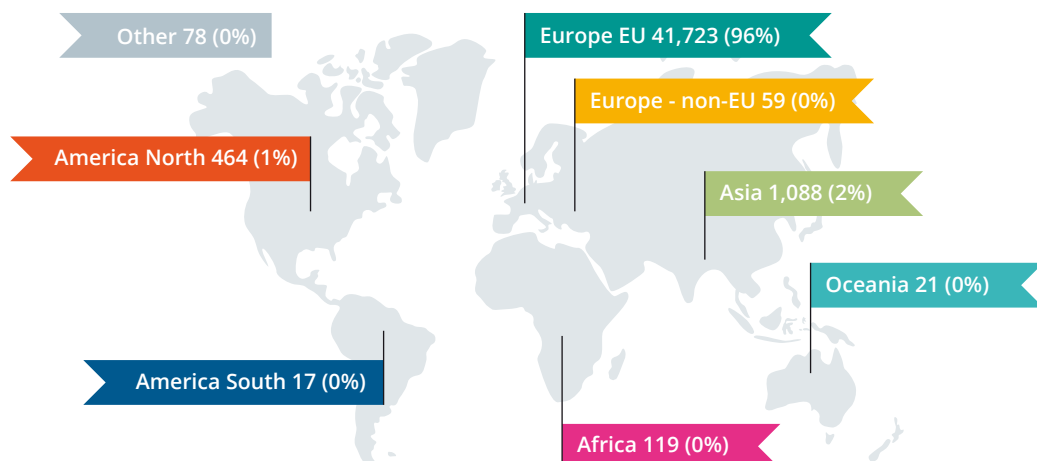 Other 78 (0%)
Europe EU 41,723 (96%)
Europe - non-EU 59 (0%)
America North 464 (1%)
Asia 1,088 (2%)
Oceania 21 (0%)
America South 17 (0%)
Africa 119 (0%)